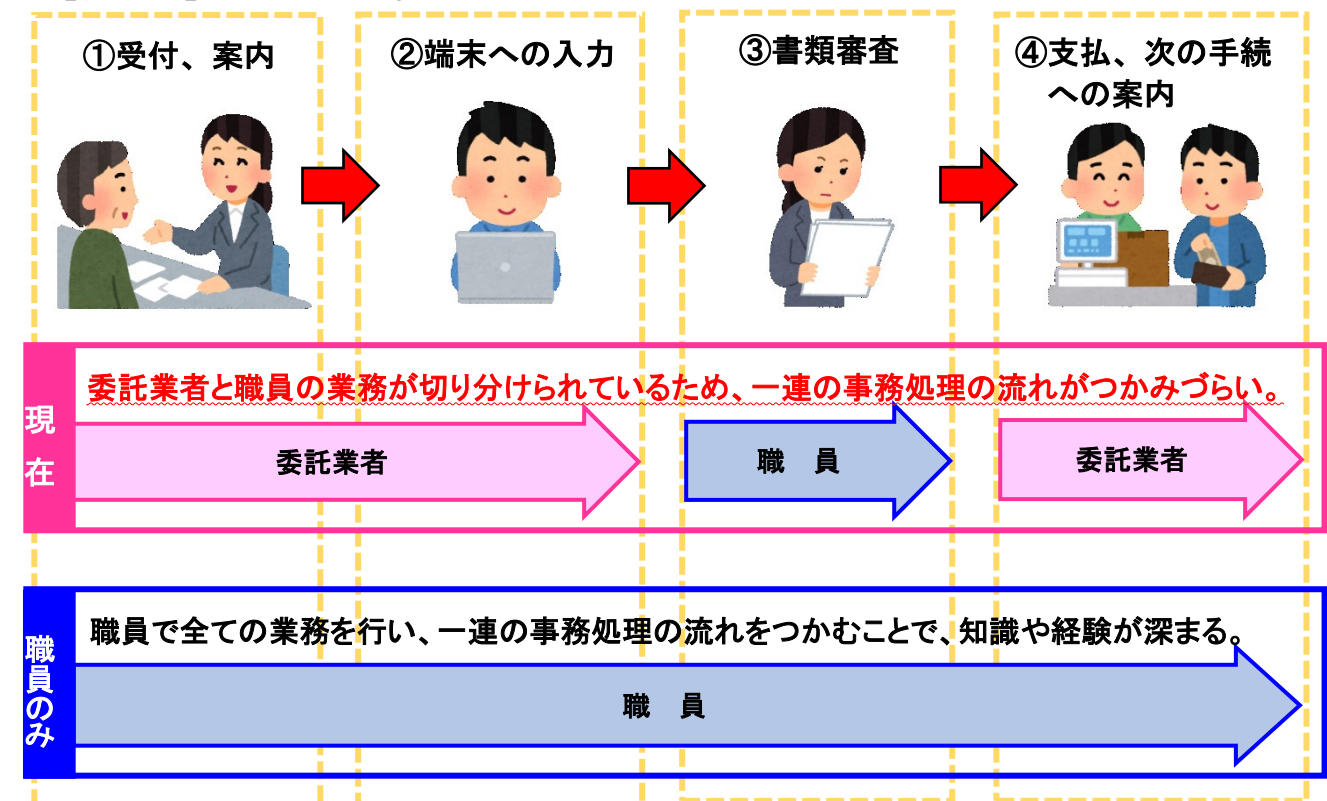 ①受付、案内
②端末への入力
③書類審査
④支払、次の手続
への案内
現在
委託業者と職員の業務が切り分けられているため、一連の事務処理の流れがつかみづらい。
委託業者
職　員
委託業者
職員のみ
職員で全ての業務を行い、一連の事務処理の流れをつかむことで、知識や経験が深まる。
職　員